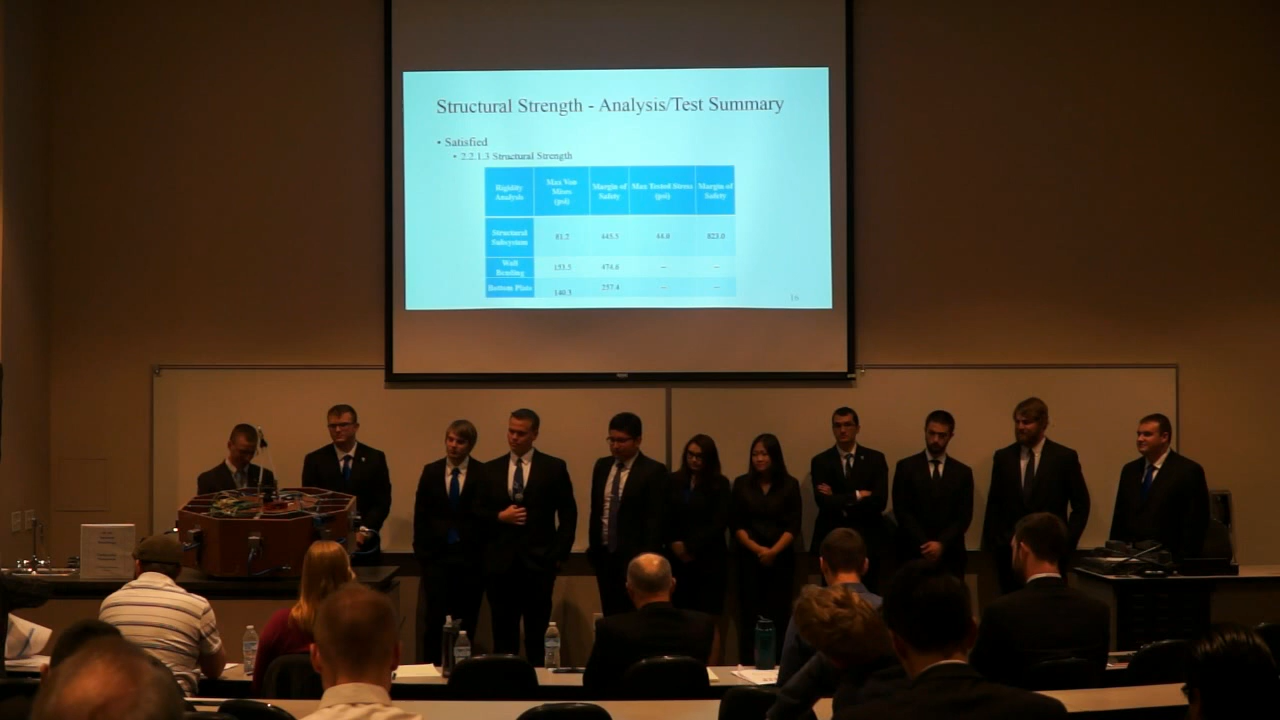 Structural Strength - Analysis/Test Summary
• Satisfied
• 2.2.1.3 Structural Strength
Rigidity Analysis
Max Von Mises (psi)
Margin of Safety
Max Tested Stress (psi)
Margin of Safety
Structural Subsystem
81.2
445.5
44.0
823.0
Wall Bending
153.5
474.0
---
---
Bottom Plate
140.3
257.4
---
---
16